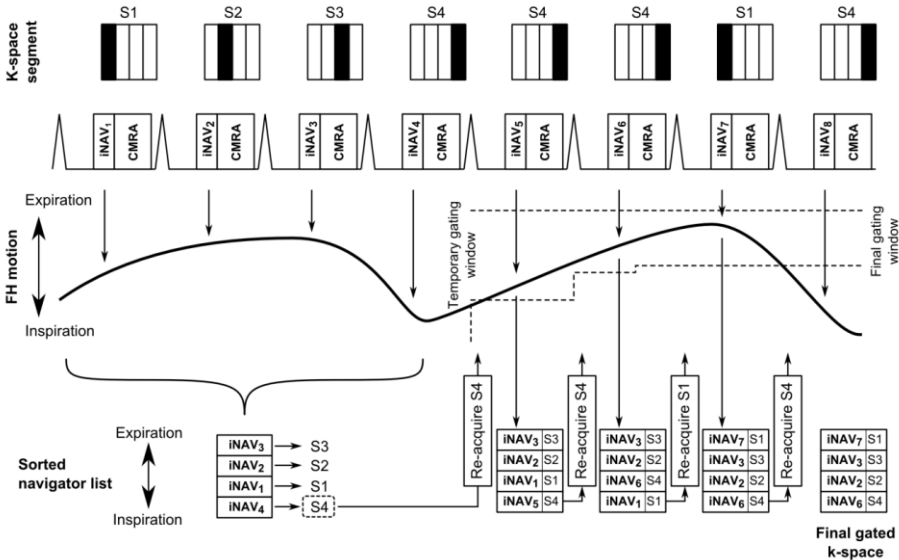 K-space
segment
S1 S2 S3 S4 S4 S4 S1 S4
iNAV1 CMRA iNAV2 CMRA iNAV3 CMRA iNAV4 CMRA iNAV5 CMRA iNAV6 CMRA iNAV7 CMRA iNAV8 CMRA
FH motion
Expiration
Inspiration
Temporary gating
window
Final gating
window
Sorted
navigator list
Expiration
Inspiration
iNAV3 S3
iNAV2 S2
iNAV1 S1
iNAV4 S4
Re-acquire S4
iNAV3 S3
iNAV2 S2
iNAV1 S1
iNAV5 S4
Re-acquire S4
iNAV3 S3
iNAV2 S2
iNAV6 S4
iNAV1 S1
Re-acquire S1
iNAV7 S1
iNAV3 S3
iNAV2 S2
iNAV6 S4
Re-acquire S4
iNAV7 S1
iNAV3 S3
iNAV2 S2
iNAV6 S4
Final gated
k-space